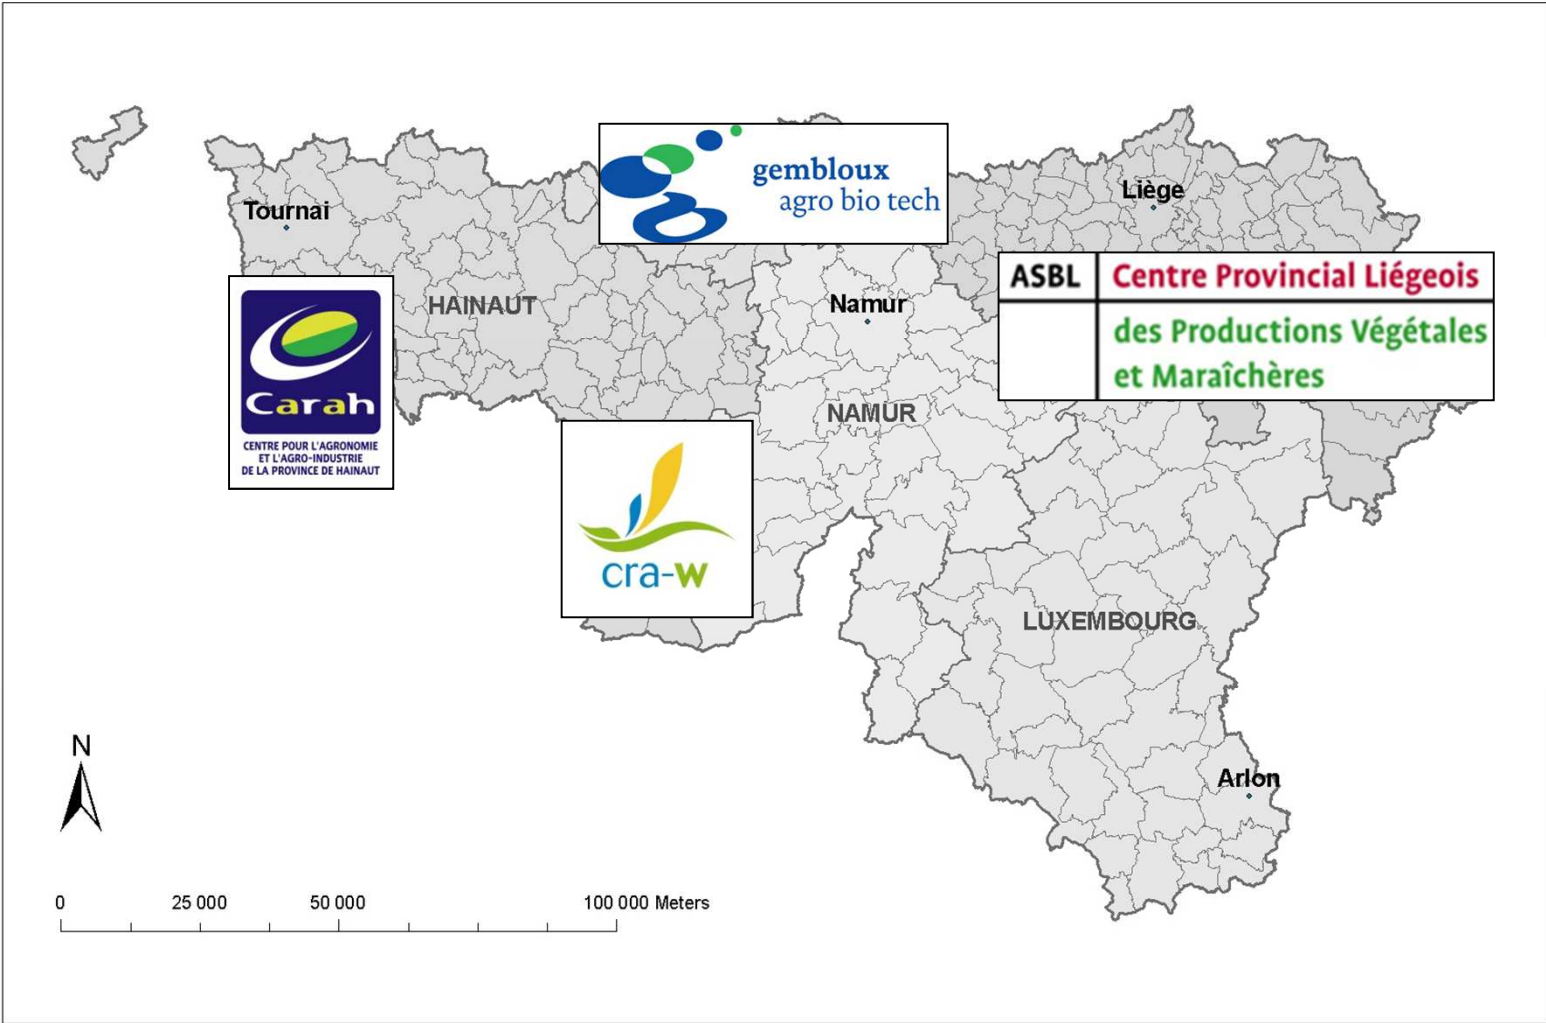 gembloux
agro bio tech
Liège
Tournai
ASBL
Centre Provincial Liégeois
des Productions Végétales
et Maraîchères
HAINAUT
Namur
Carah
CENTRE POUR L'AGRONOMIE
ET L'AGRO-INDUSTRIE
DE LA PROVINCE DE HAINAUT
NAMUR
cra-w
LUXEMBOURG
N
Arlon
0 25 000 50 000 100 000 Meters